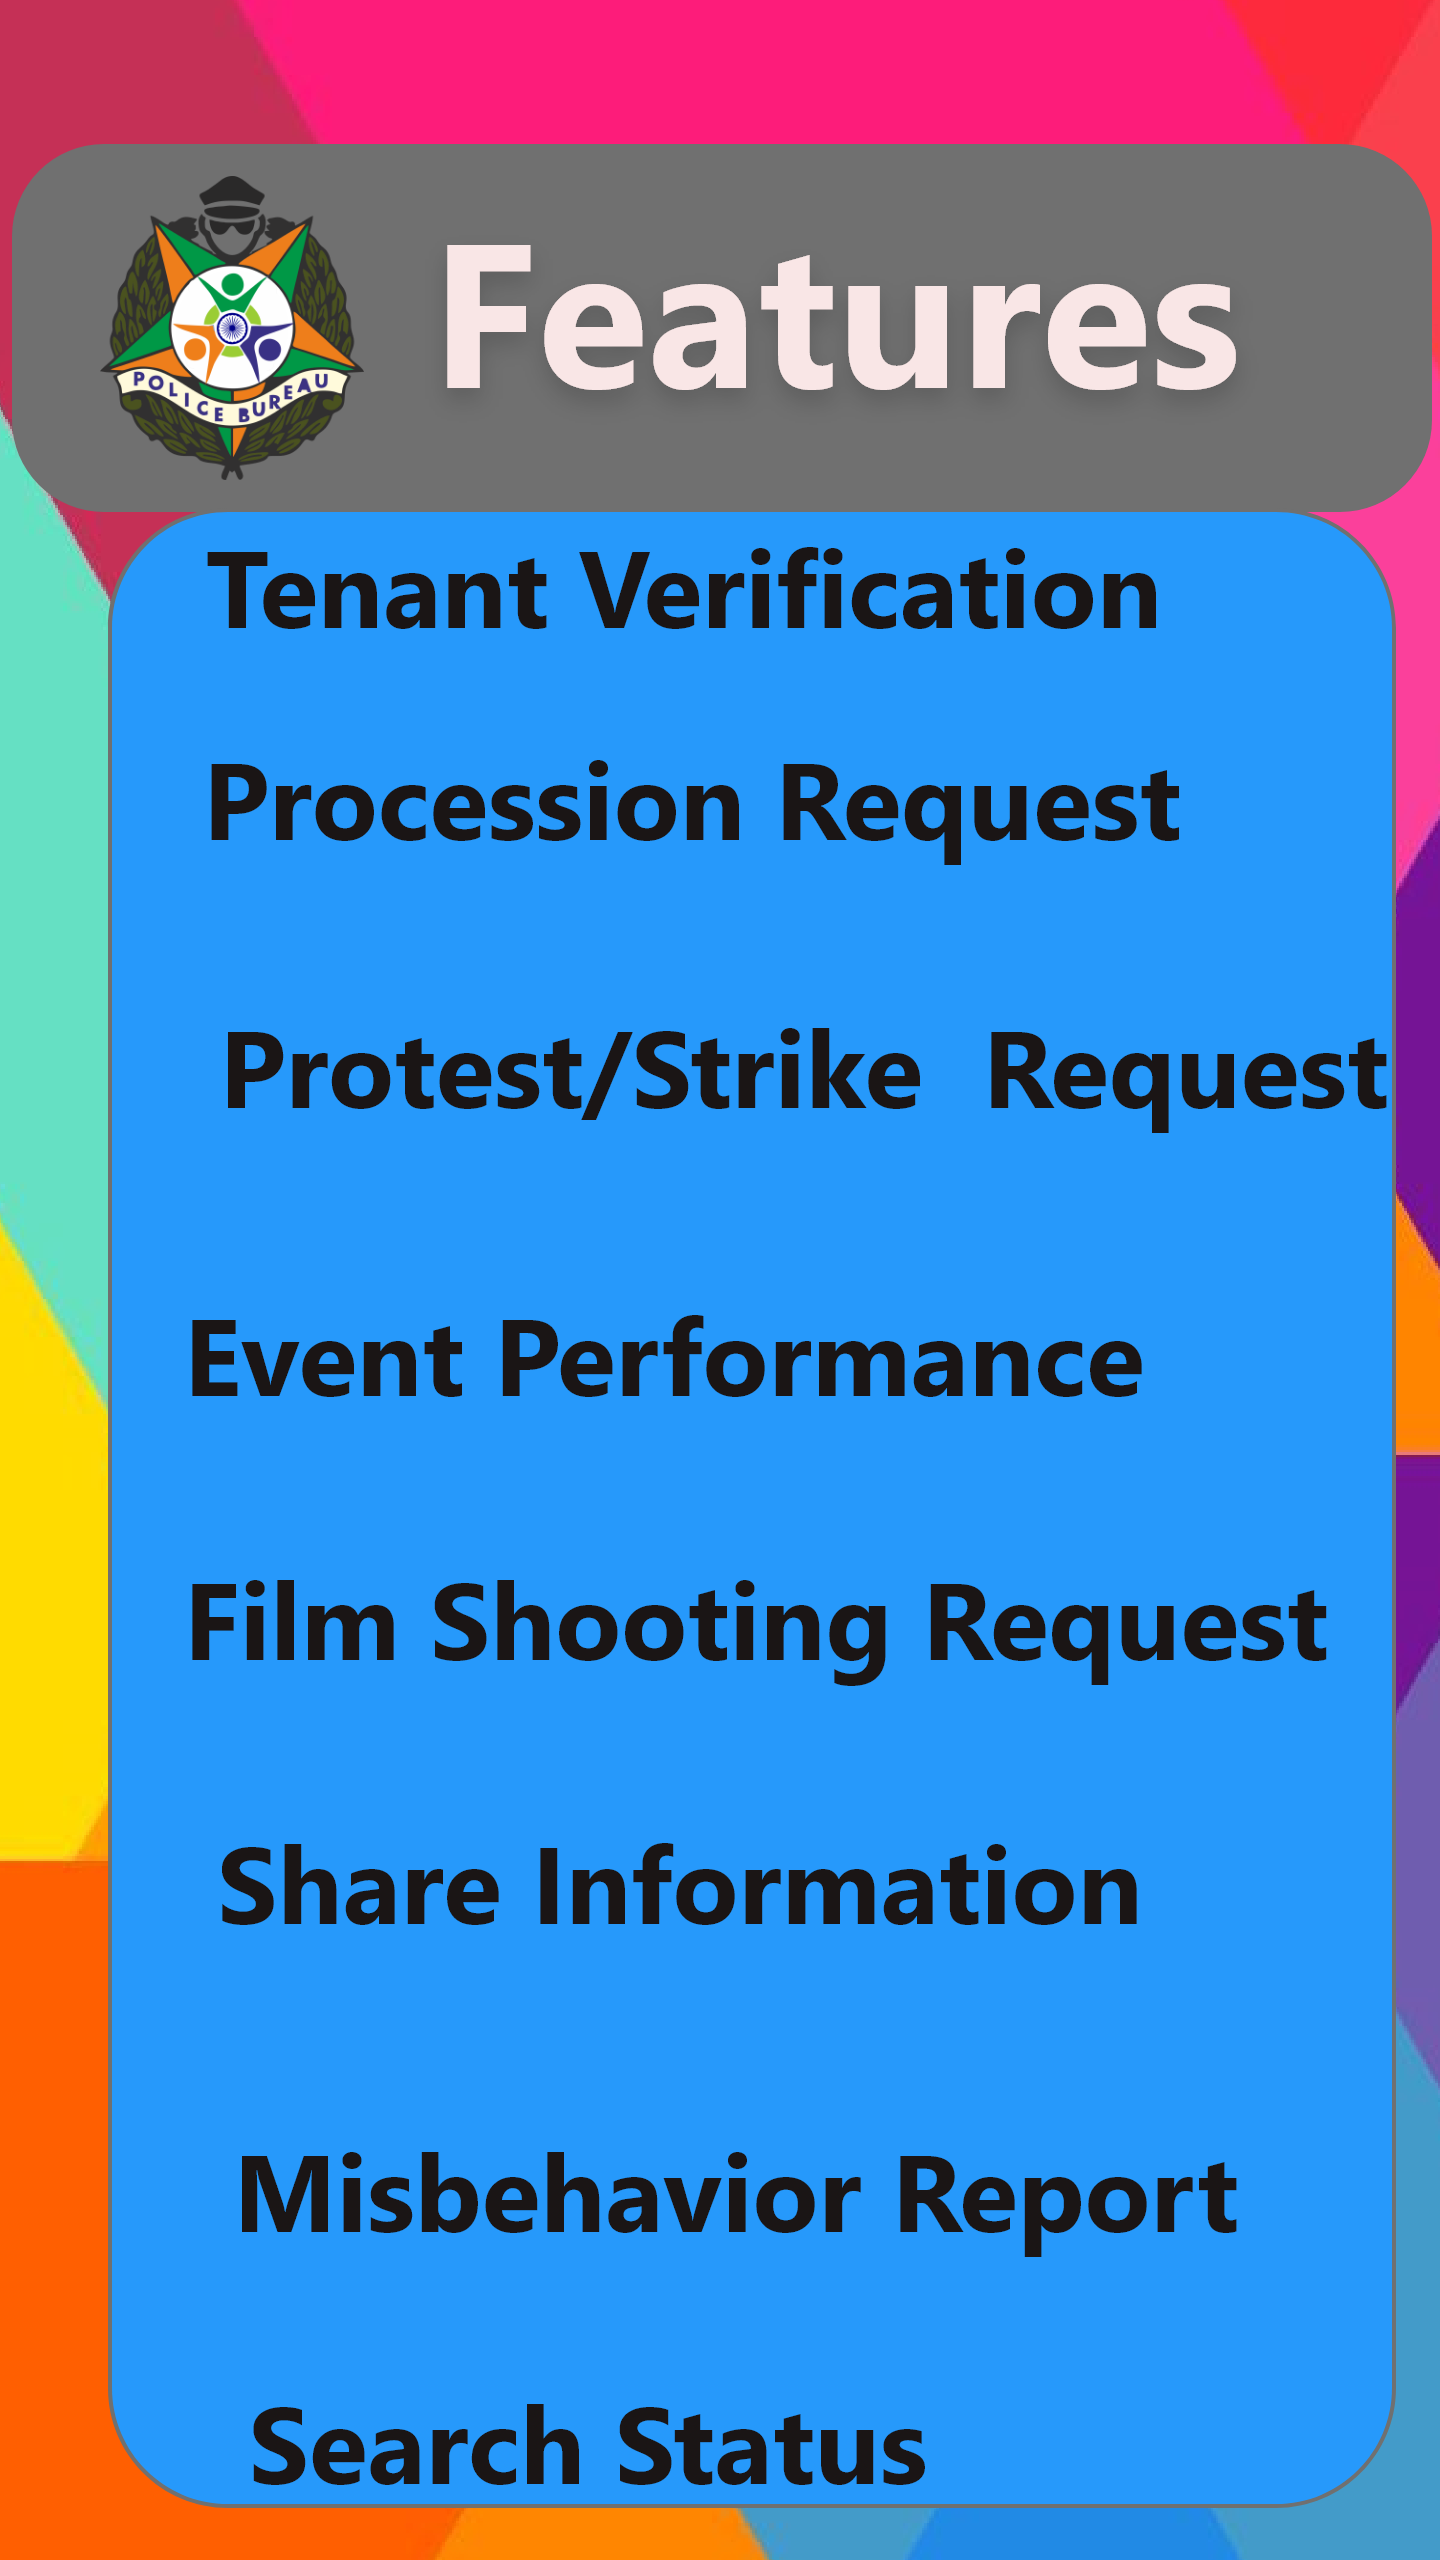 POLICE BUREAU
Features
Tenant Verification
Procession Request
Protest/Strike  Request
Event Performance
Film Shooting Request
Share Information
Misbehavior Report
Search Status